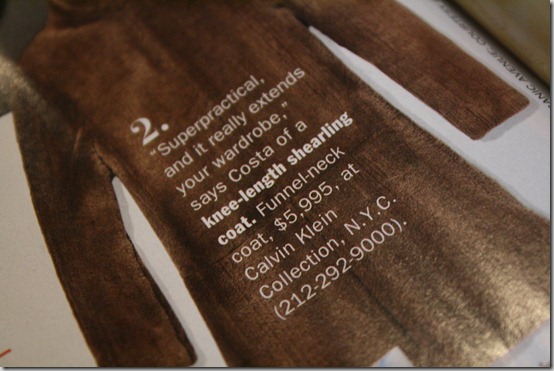 2.
"Superpractical,
and it really extends
your wardrobe,"
says Costa of a
knee-length shearling
coat. Funnel-neck
coat, $5,995, at
Calvin Klein
Collection, N.Y.C.
(212-292-9000).